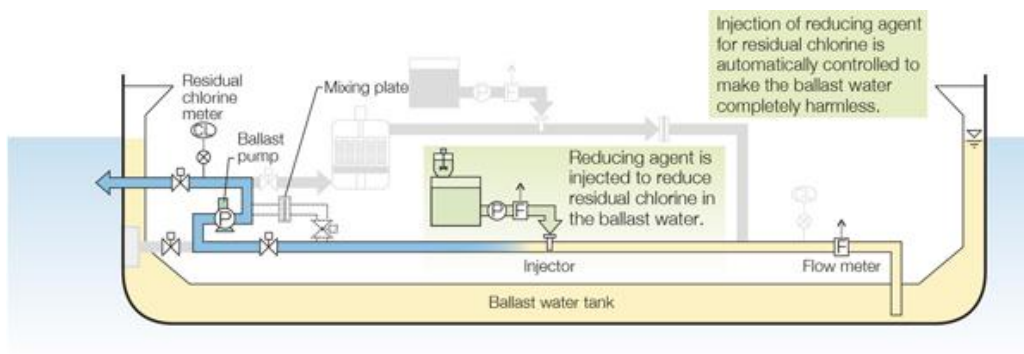 Injection of reducing agent
for residual chlorine is
automatically controlled to
make the ballast water
completely harmless.
Residual
chlorine
meter
Mixing plate
P
F
CL
Ballast
pump
Reducing agent is
injected to reduce
residual chlorine in
the ballast water.
P
F
P
CL
F
Injector
Flow meter
Ballast water tank